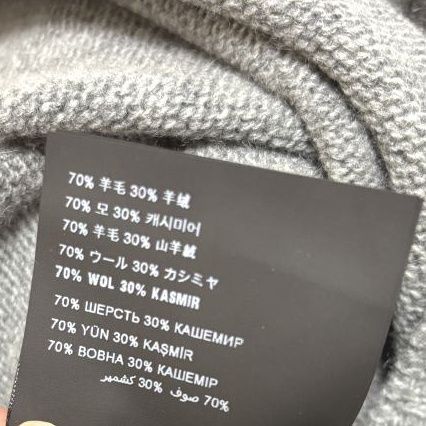 70% 羊毛 30% 羊绒
70% 모 30% 캐시미어
70% 羊毛 30% 山羊絨
70% ウール 30% カシミヤ
70% WOL 30% KASMIR
70% ШЕРСТЬ 30% КАШЕМИР
70% YÜN 30% KAŞMİR
70% ВОВНА 30% КАШЕМІР
70% صوف 30% كشمير